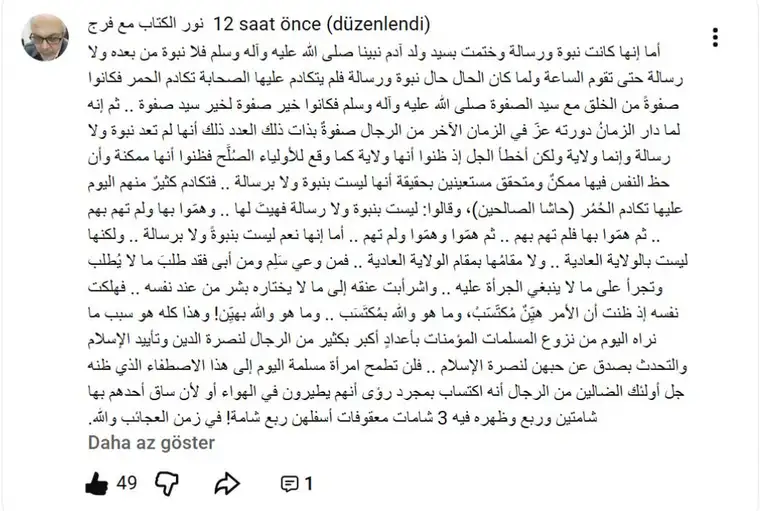 نور الكتاب مع فرج 12 saat önce (düzenlendi)
أما إنها كانت نبوة ورسالة وختمت بسيد ولد آدم نبينا صلى الله عليه وآله وسلم فلا نبوة من بعده ولا
رسالة حتى تقوم الساعة ولما كان الحال حال نبوة ورسالة فلم يتكادم عليها الصحابة تكادم الحمر فكانوا
صفوةً من الخلق مع سيد الصفوة صلى الله عليه وآله وسلم فكانوا خير صفوة لخير سيد صفوة .. ثم إنه
لما دار الزمانُ دورته عزّ في الزمان الآخر من الرجال صفوةٌ بذات ذلك العدد ذلك أنها لم تعد نبوة ولا
رسالة وإنما ولاية ولكن أخطأ الجل إذ ظنوا أنها ولاية كما وقع للأولياء الصُلَّح فظنوا أنها ممكنة وأن
حظ النفس فيها ممكنٌ ومتحقق مستعينين بحقيقة أنها ليست بنبوة ولا برسالة .. فتكادم كثيرٌ منهم اليوم
عليها تكادم الحُمُر (حاشا الصالحين)، وقالوا: ليست بنبوة ولا رسالة فهيتَ لها .. وهمّوا بها ولم تهم بهم
.. ثم همّوا بها فلم تهم بهم .. ثم همّوا وهمّوا ولم تهم .. أما إنها نعم ليست بنبوةً ولا برسالة .. ولكنها
ليست بالولاية العادية .. ولا مقامُها بمقام الولاية العادية .. فمن وعي سَلِم ومن أبى فقد طلبَ ما لا يُطلب
وتجرأ على ما لا ينبغي الجرأة عليه .. واشرأبت عنقه إلى ما لا يختاره بشر من عند نفسه .. فهلكت
نفسه إذ ظنت أن الأمر هيّنٌ مُكتَسَبُ، وما هو والله بمُكتَسَب .. وما هو والله بهيّن! وهذا كله هو سبب ما
نراه اليوم من نزوع المسلمات المؤمنات بأعدادٍ أكبر بكثير من الرجال لنصرة الدين وتأييد الإسلام
والتحدث بصدق عن حبهن لنصرة الإسلام .. فلن تطمح امرأة مسلمة اليوم إلى هذا الاصطفاء الذي ظنه
جل أولئك الضالين من الرجال أنه اكتساب بمجرد رؤى أنهم يطيرون في الهواء أو لأن ساق أحدهم بها
شامتين وربع وظهره فيه 3 شامات معقوفات أسفلهن ربع شامة! في زمن العجائب والله.
Daha az göster
49 1